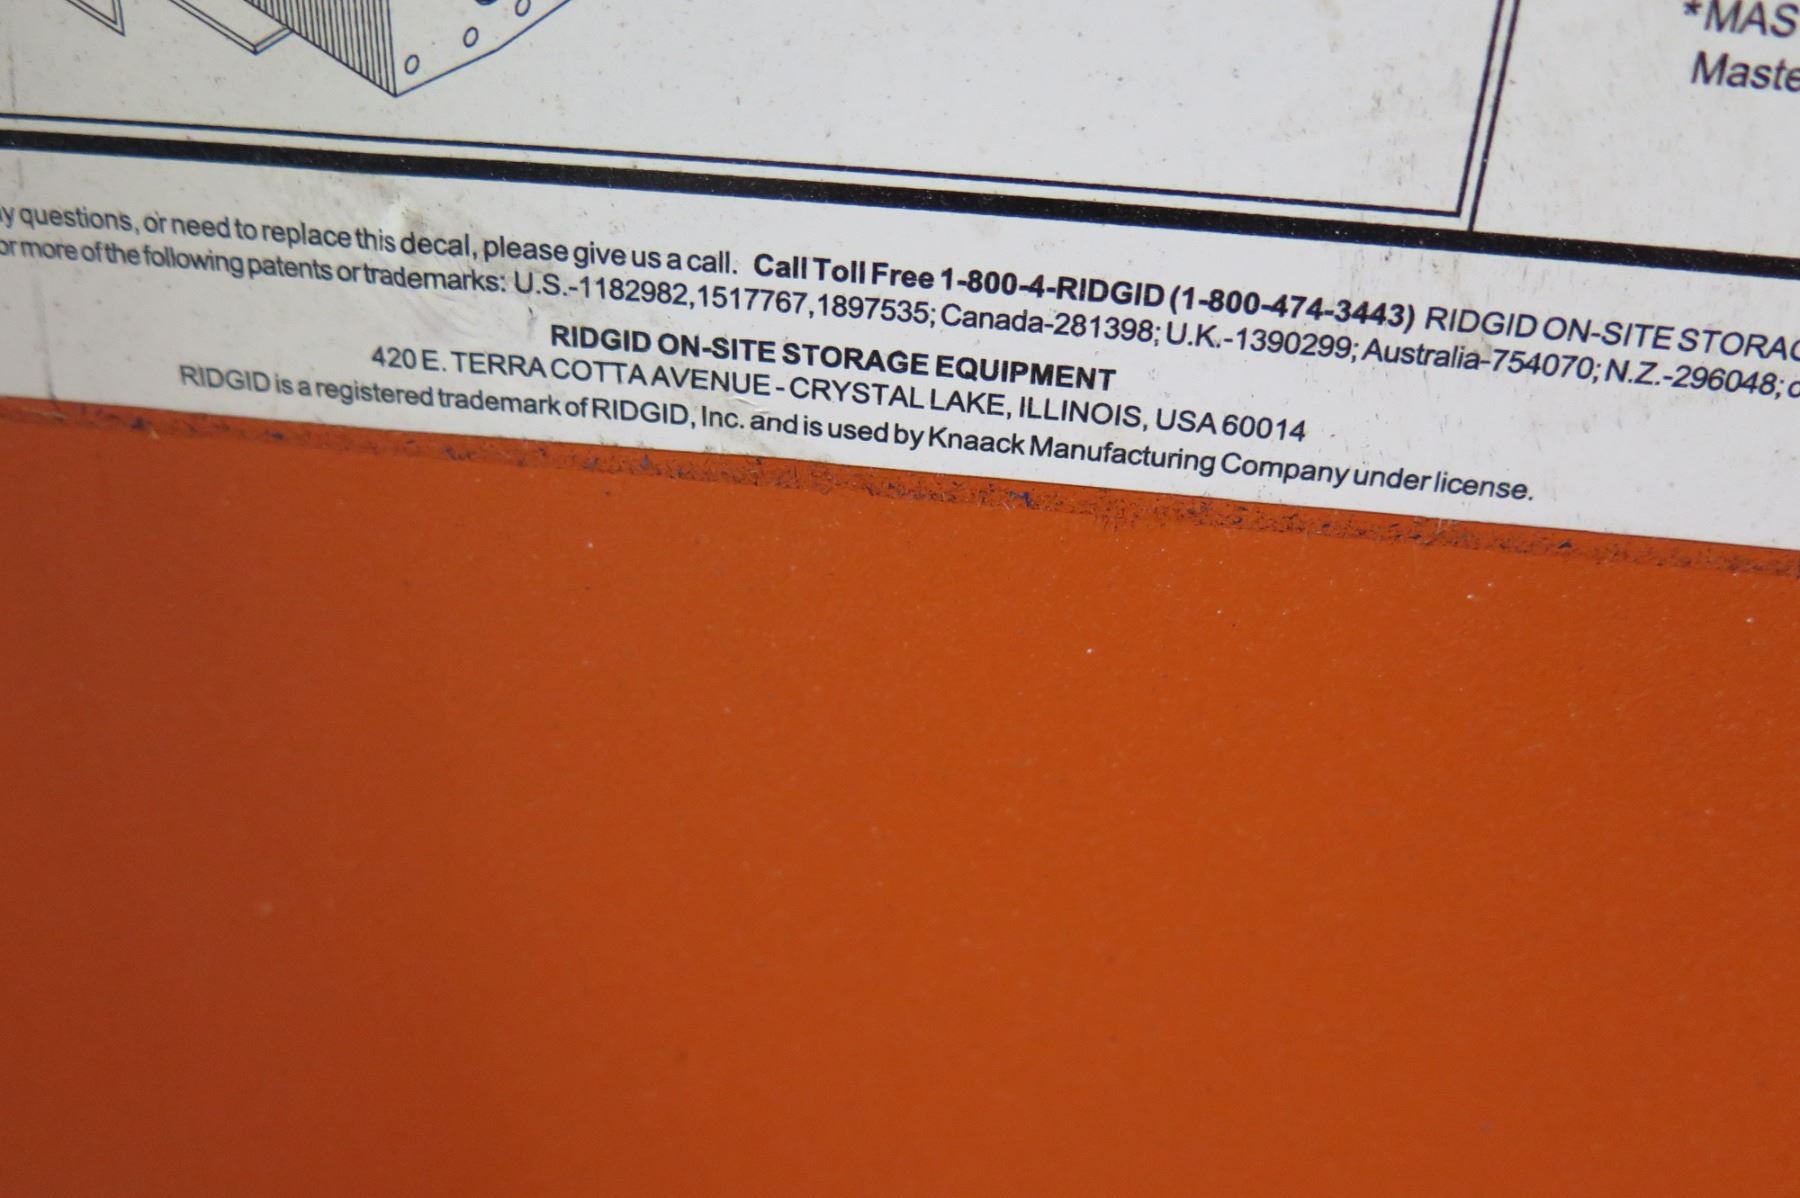 *MAS
Maste
y questions, or need to replace this decal, please give us a call. Call Toll Free 1-800-4-RIDGID (1-800-474-3443) RIDGID ON-SITE STORAG
or more of the following patents or trademarks: U.S.-1182982,1517767,1897535; Canada-281398; U.K.-1390299; Australia-754070; N.Z.-296048; o
RIDGID ON-SITE STORAGE EQUIPMENT
420 E. TERRA COTTA AVENUE - CRYSTAL LAKE, ILLINOIS, USA 60014
RIDGID is a registered trademark of RIDGID, Inc. and is used by Knaack Manufacturing Company under license.